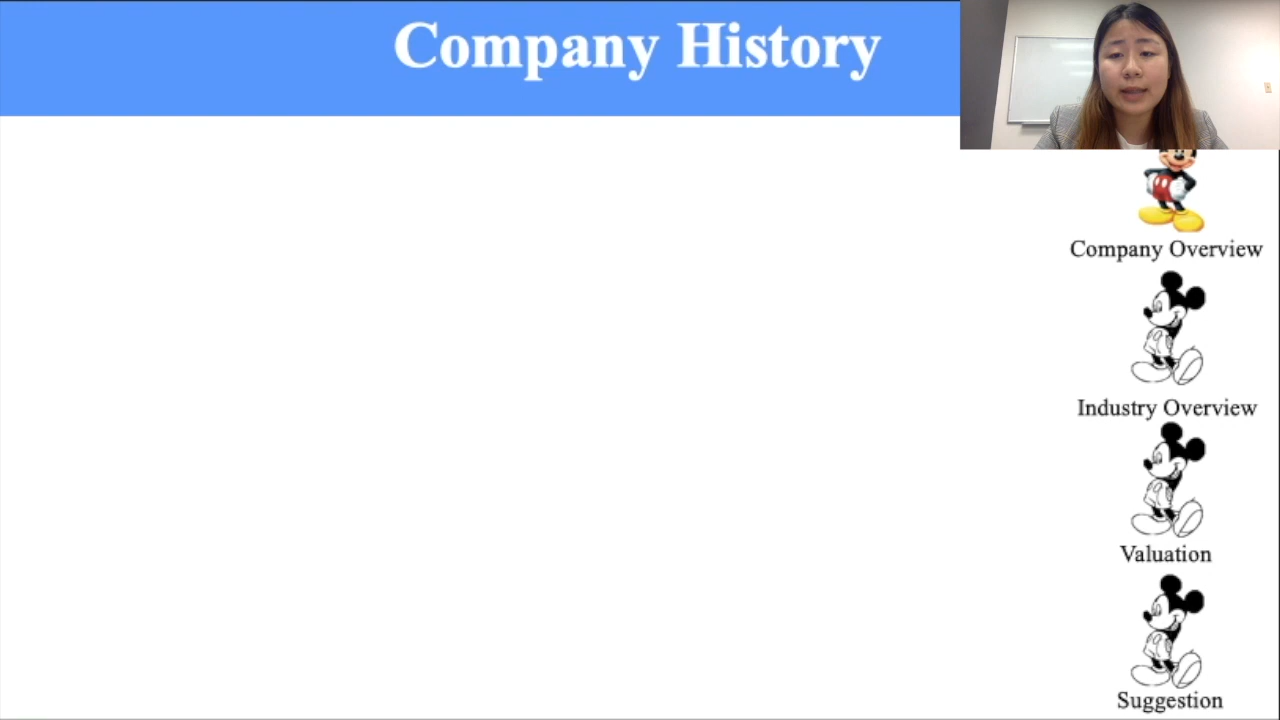 Company History
Company Overview
Industry Overview
Valuation
Suggestion